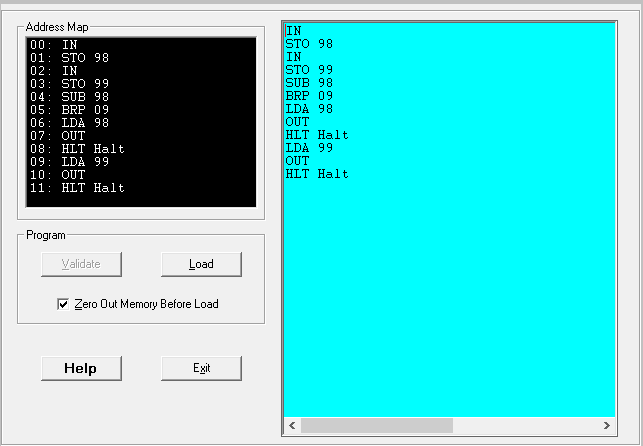 Address Map
00: IN
01: STO 98
02: IN
03: STO 99
04: SUB 98
05: BRP 09
06: LDA 98
07: OUT
08: HLT Halt
09: LDA 99
10: OUT
11: HLT Halt
Program
Validate
Load
Zero Out Memory Before Load
Help
Exit
IN
STO 98
IN
STO 99
SUB 98
BRP 09
LDA 98
OUT
HLT Halt
LDA 99
OUT
HLT Halt